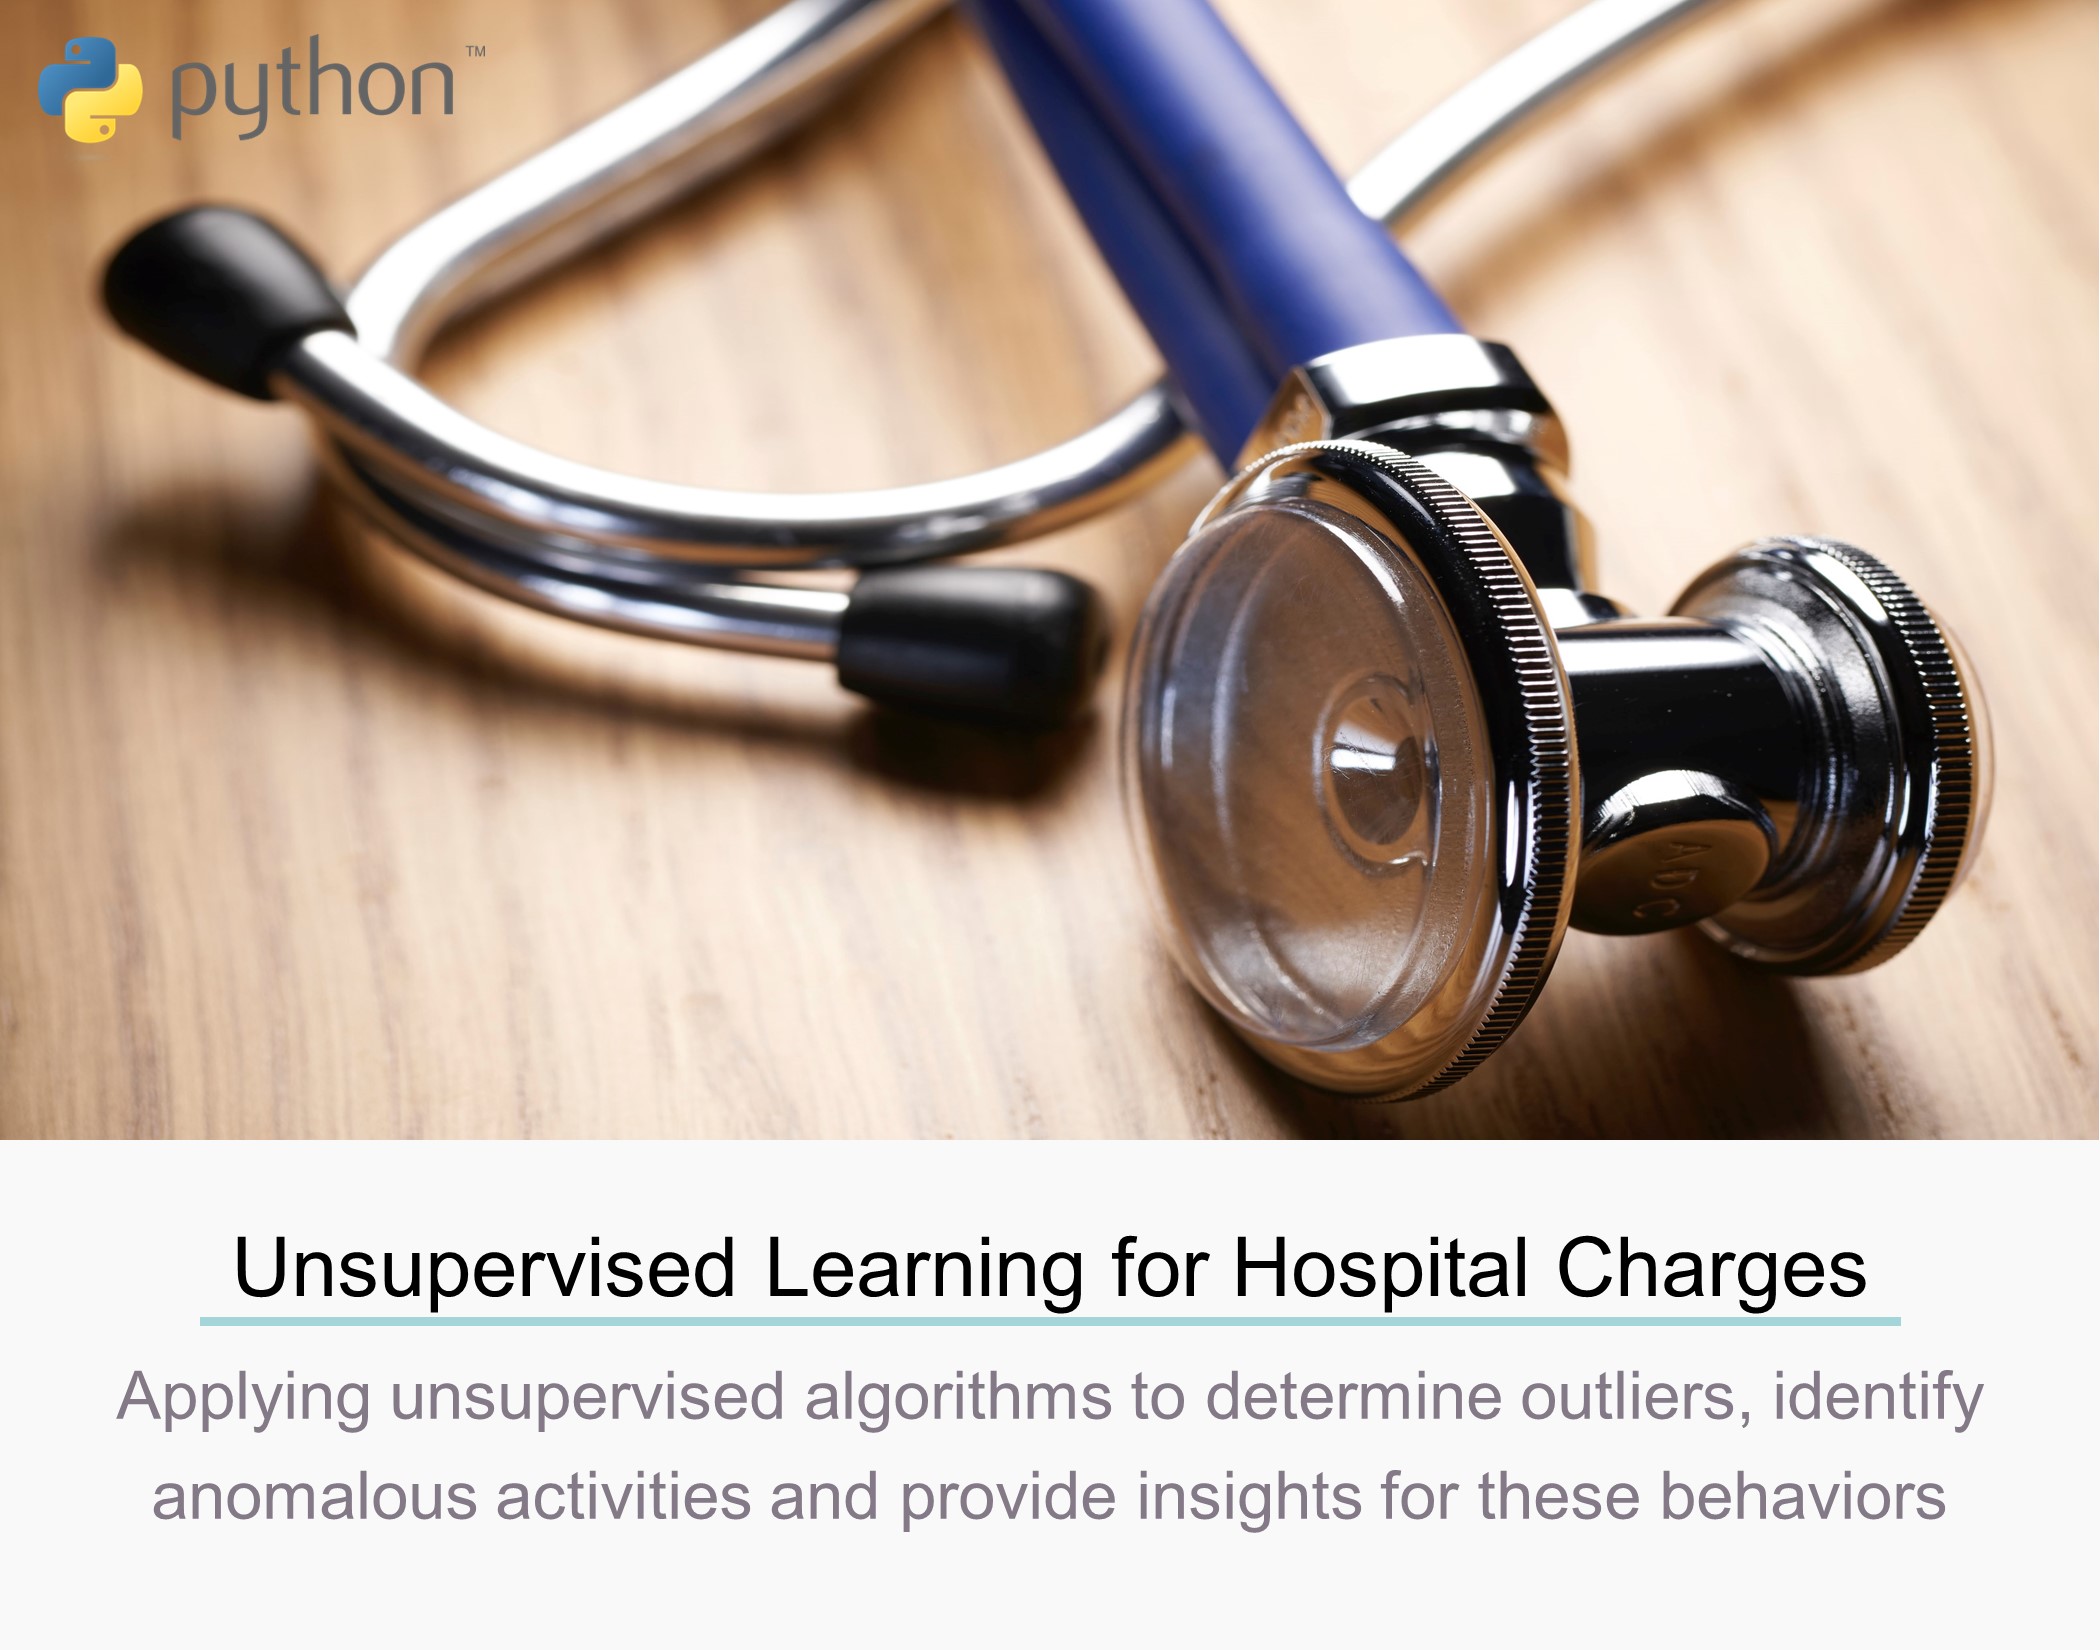 python™
ADC
Unsupervised Learning for Hospital Charges
Applying unsupervised algorithms to determine outliers, identify
anomalous activities and provide insights for these behaviors